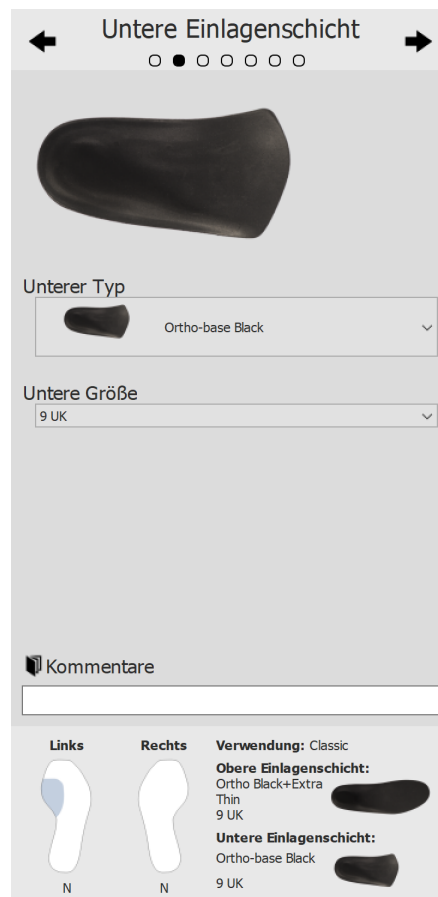 Untere Einlagenschicht
Unterer Typ
Ortho-base Black
Untere Größe
9 UK
Kommentare
Links
Rechts
N
N
Verwendung: Classic
Obere Einlagenschicht:
Ortho Black+Extra
Thin
9 UK
Untere Einlagenschicht:
Ortho-base Black
9 UK